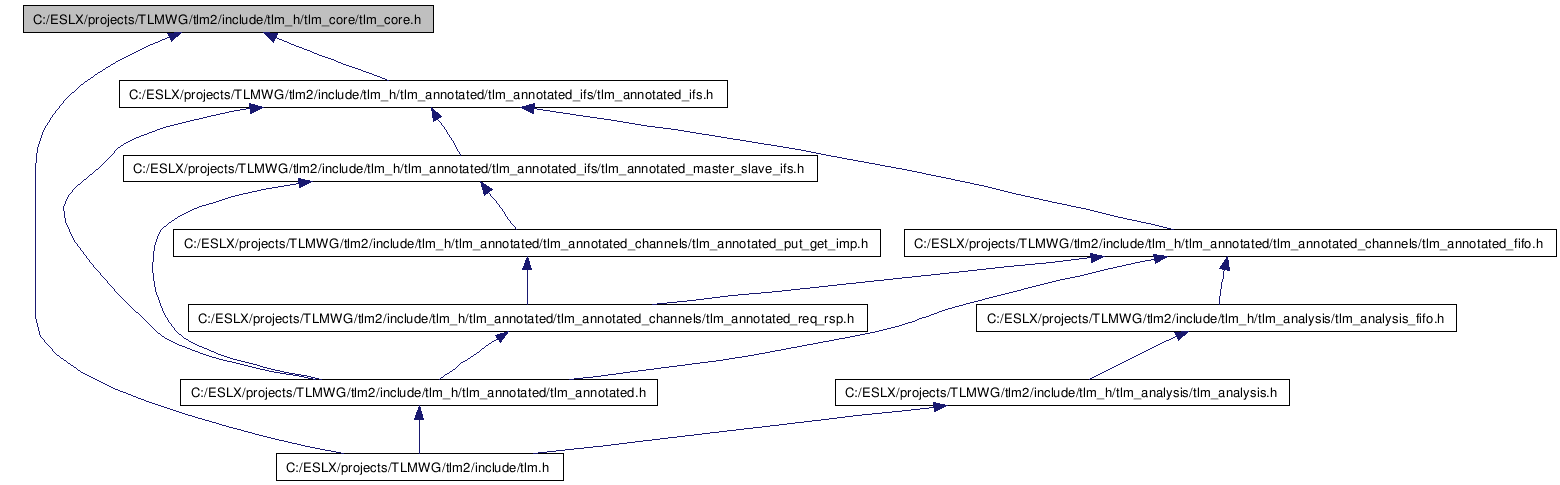 C:/ESLX/projects/TLMWG/tlm2/include/tlm_h/tlm_core/tlm_core.h
C:/ESLX/projects/TLMWG/tlm2/include/tlm_h/tlm_annotated/tlm_annotated_ifs/tlm_annotated_ifs.h
C:/ESLX/projects/TLMWG/tlm2/include/tlm_h/tlm_annotated/tlm_annotated_ifs/tlm_annotated_master_slave_ifs.h
C:/ESLX/projects/TLMWG/tlm2/include/tlm_h/tlm_annotated/tlm_annotated_channels/tlm_annotated_put_get_imp.h
C:/ESLX/projects/TLMWG/tlm2/include/tlm_h/tlm_annotated/tlm_annotated_channels/tlm_annotated_fifo.h
C:/ESLX/projects/TLMWG/tlm2/include/tlm_h/tlm_annotated/tlm_annotated_channels/tlm_annotated_req_rsp.h
C:/ESLX/projects/TLMWG/tlm2/include/tlm_h/tlm_analysis/tlm_analysis_fifo.h
C:/ESLX/projects/TLMWG/tlm2/include/tlm_h/tlm_annotated/tlm_annotated.h
C:/ESLX/projects/TLMWG/tlm2/include/tlm_h/tlm_analysis/tlm_analysis.h
C:/ESLX/projects/TLMWG/tlm2/include/tlm.h